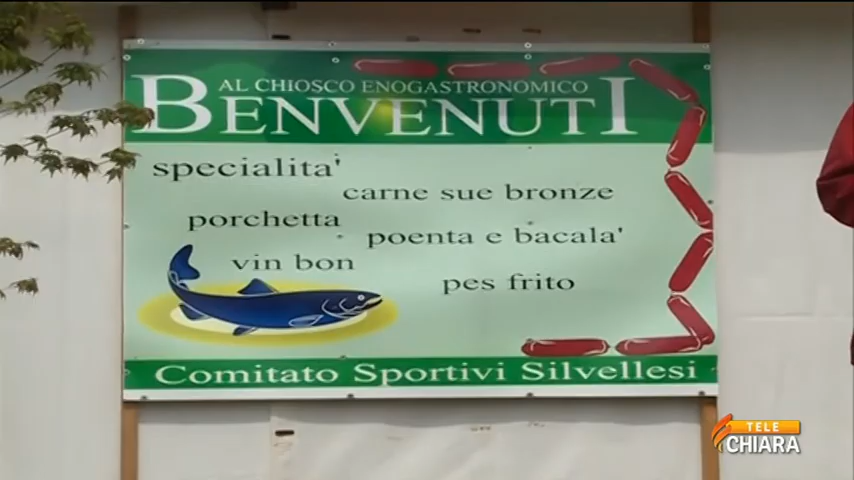 AL CHIOSCO ENOGASTRONOMICO
BENVENUTI
specialita'
carne sue bronze
porchetta
poenta e bacala'
vin bon
pes frito
Comitato Sportivi Silvellesi
TELE
CHIARA